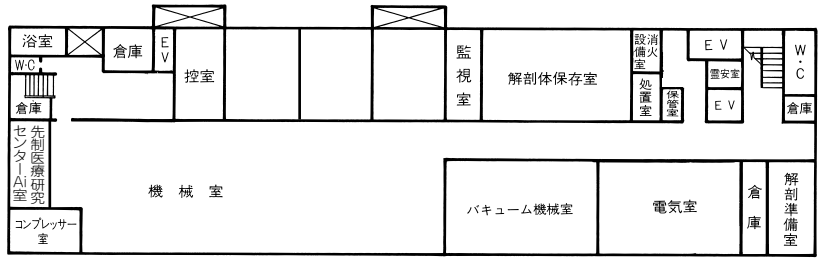 浴室
倉庫
EV
W·C
倉庫
控室
監視室
解剖体保存室
消火
設備室
処置室
保管室
EV
霊安室
EV
W·C
倉庫
先制医療研究
センターAi室
機械室
コンプレッサー
室
バキューム機械室
電気室
倉庫
解剖準備室